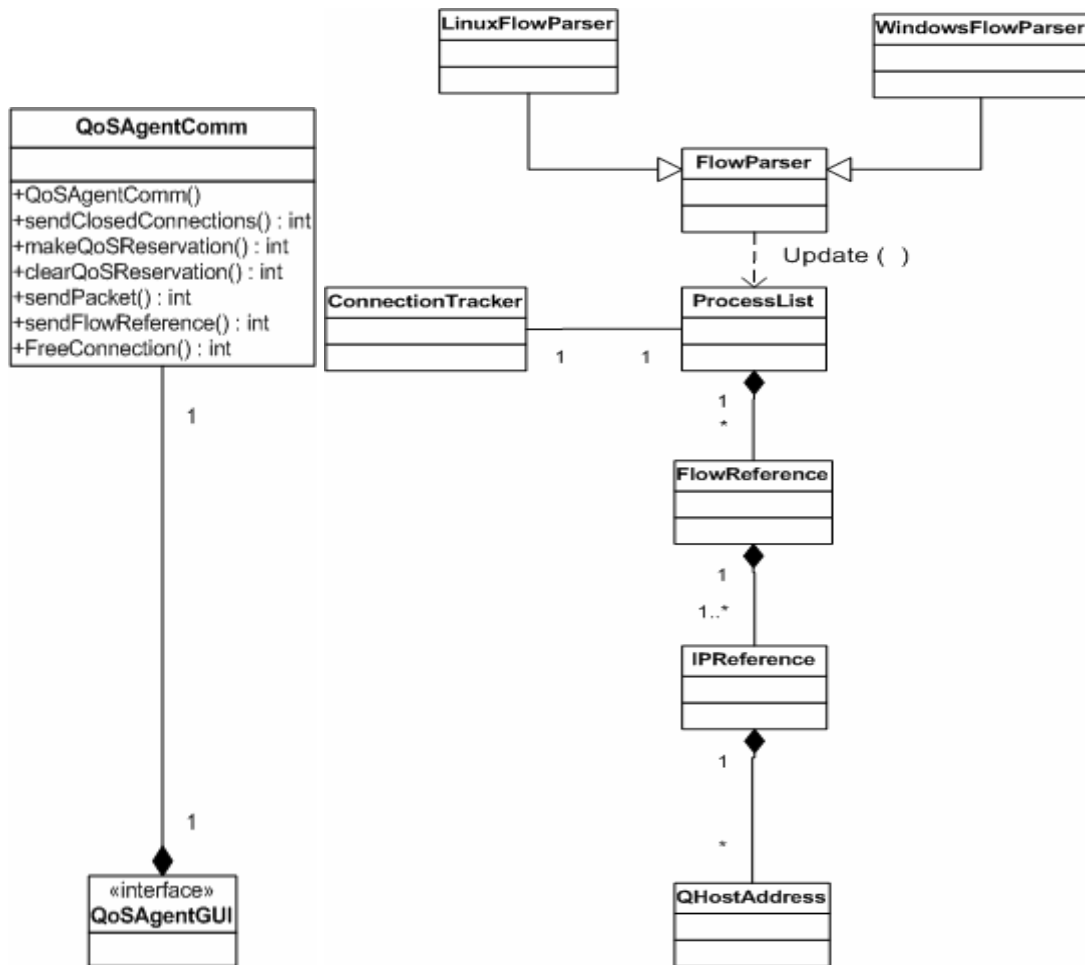 LinuxFlowParser
WindowsFlowParser
QoSAgentComm
+QoSAgentComm()
+sendClosedConnections() : int
+makeQoSReservation() : int
+clearQoSReservation() : int
+sendPacket() : int
+sendFlowReference() : int
+FreeConnection() : int
FlowParser
Update ( )
ConnectionTracker
ProcessList
1
1
1
*
1
FlowReference
1
1..*
IPReference
1
*
1
«interface»
QoSAgentGUI
QHostAddress